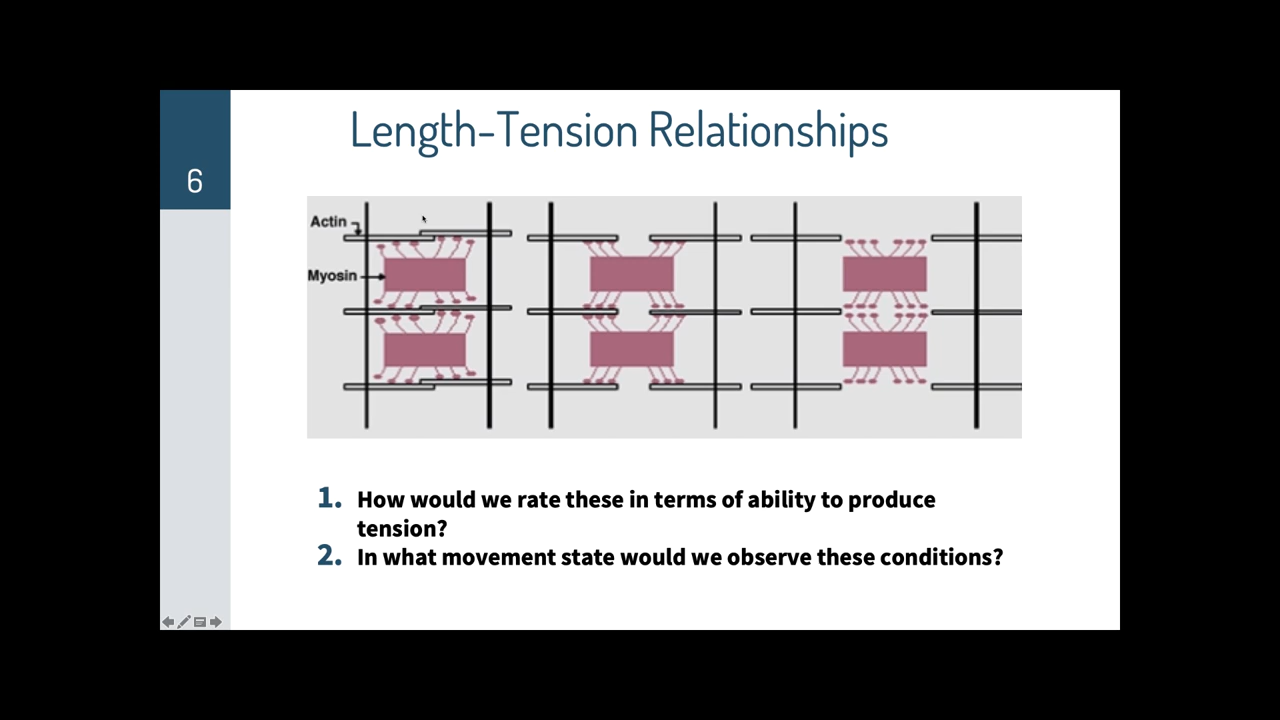 Length-Tension Relationships
6
Actin
Myosin
1. How would we rate these in terms of ability to produce
tension?
2. In what movement state would we observe these conditions?